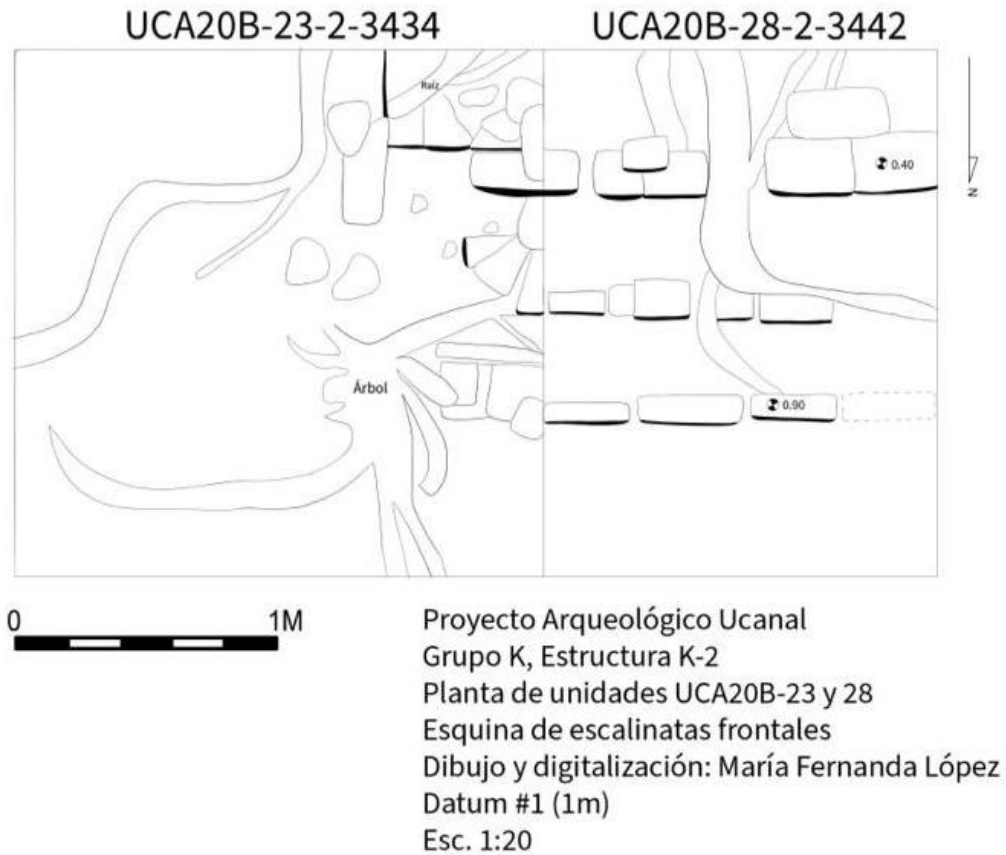 UCA20B-23-2-3434 UCA20B-28-2-3442
Raíz
0.40
N
Árbol
0.90
0 1M
Proyecto Arqueológico Ucanal
Grupo K, Estructura K-2
Planta de unidades UCA20B-23 y 28
Esquina de escalinatas frontales
Dibujo y digitalización: María Fernanda López
Datum #1 (1m)
Esc. 1:20